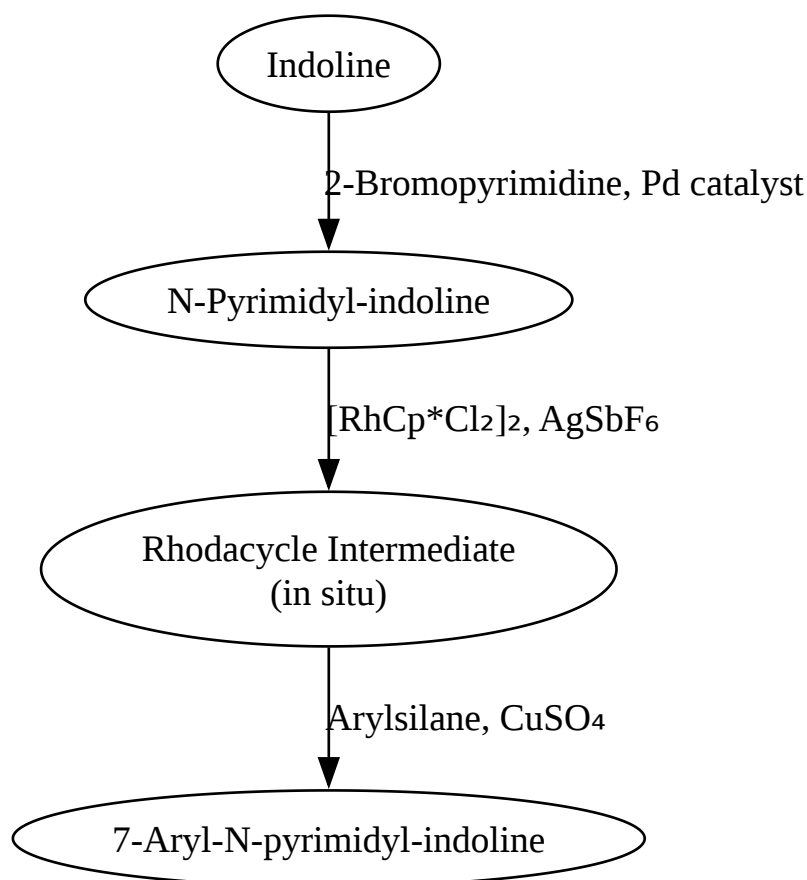 Indoline
2-Bromopyrimidine, Pd catalyst
N-Pyrimidyl-indoline
[RhCp*Cl₂]₂, AgSbF₆
Rhodacycle Intermediate
(in situ)
Arylsilane, CuSO₄
7-Aryl-N-pyrimidyl-indoline